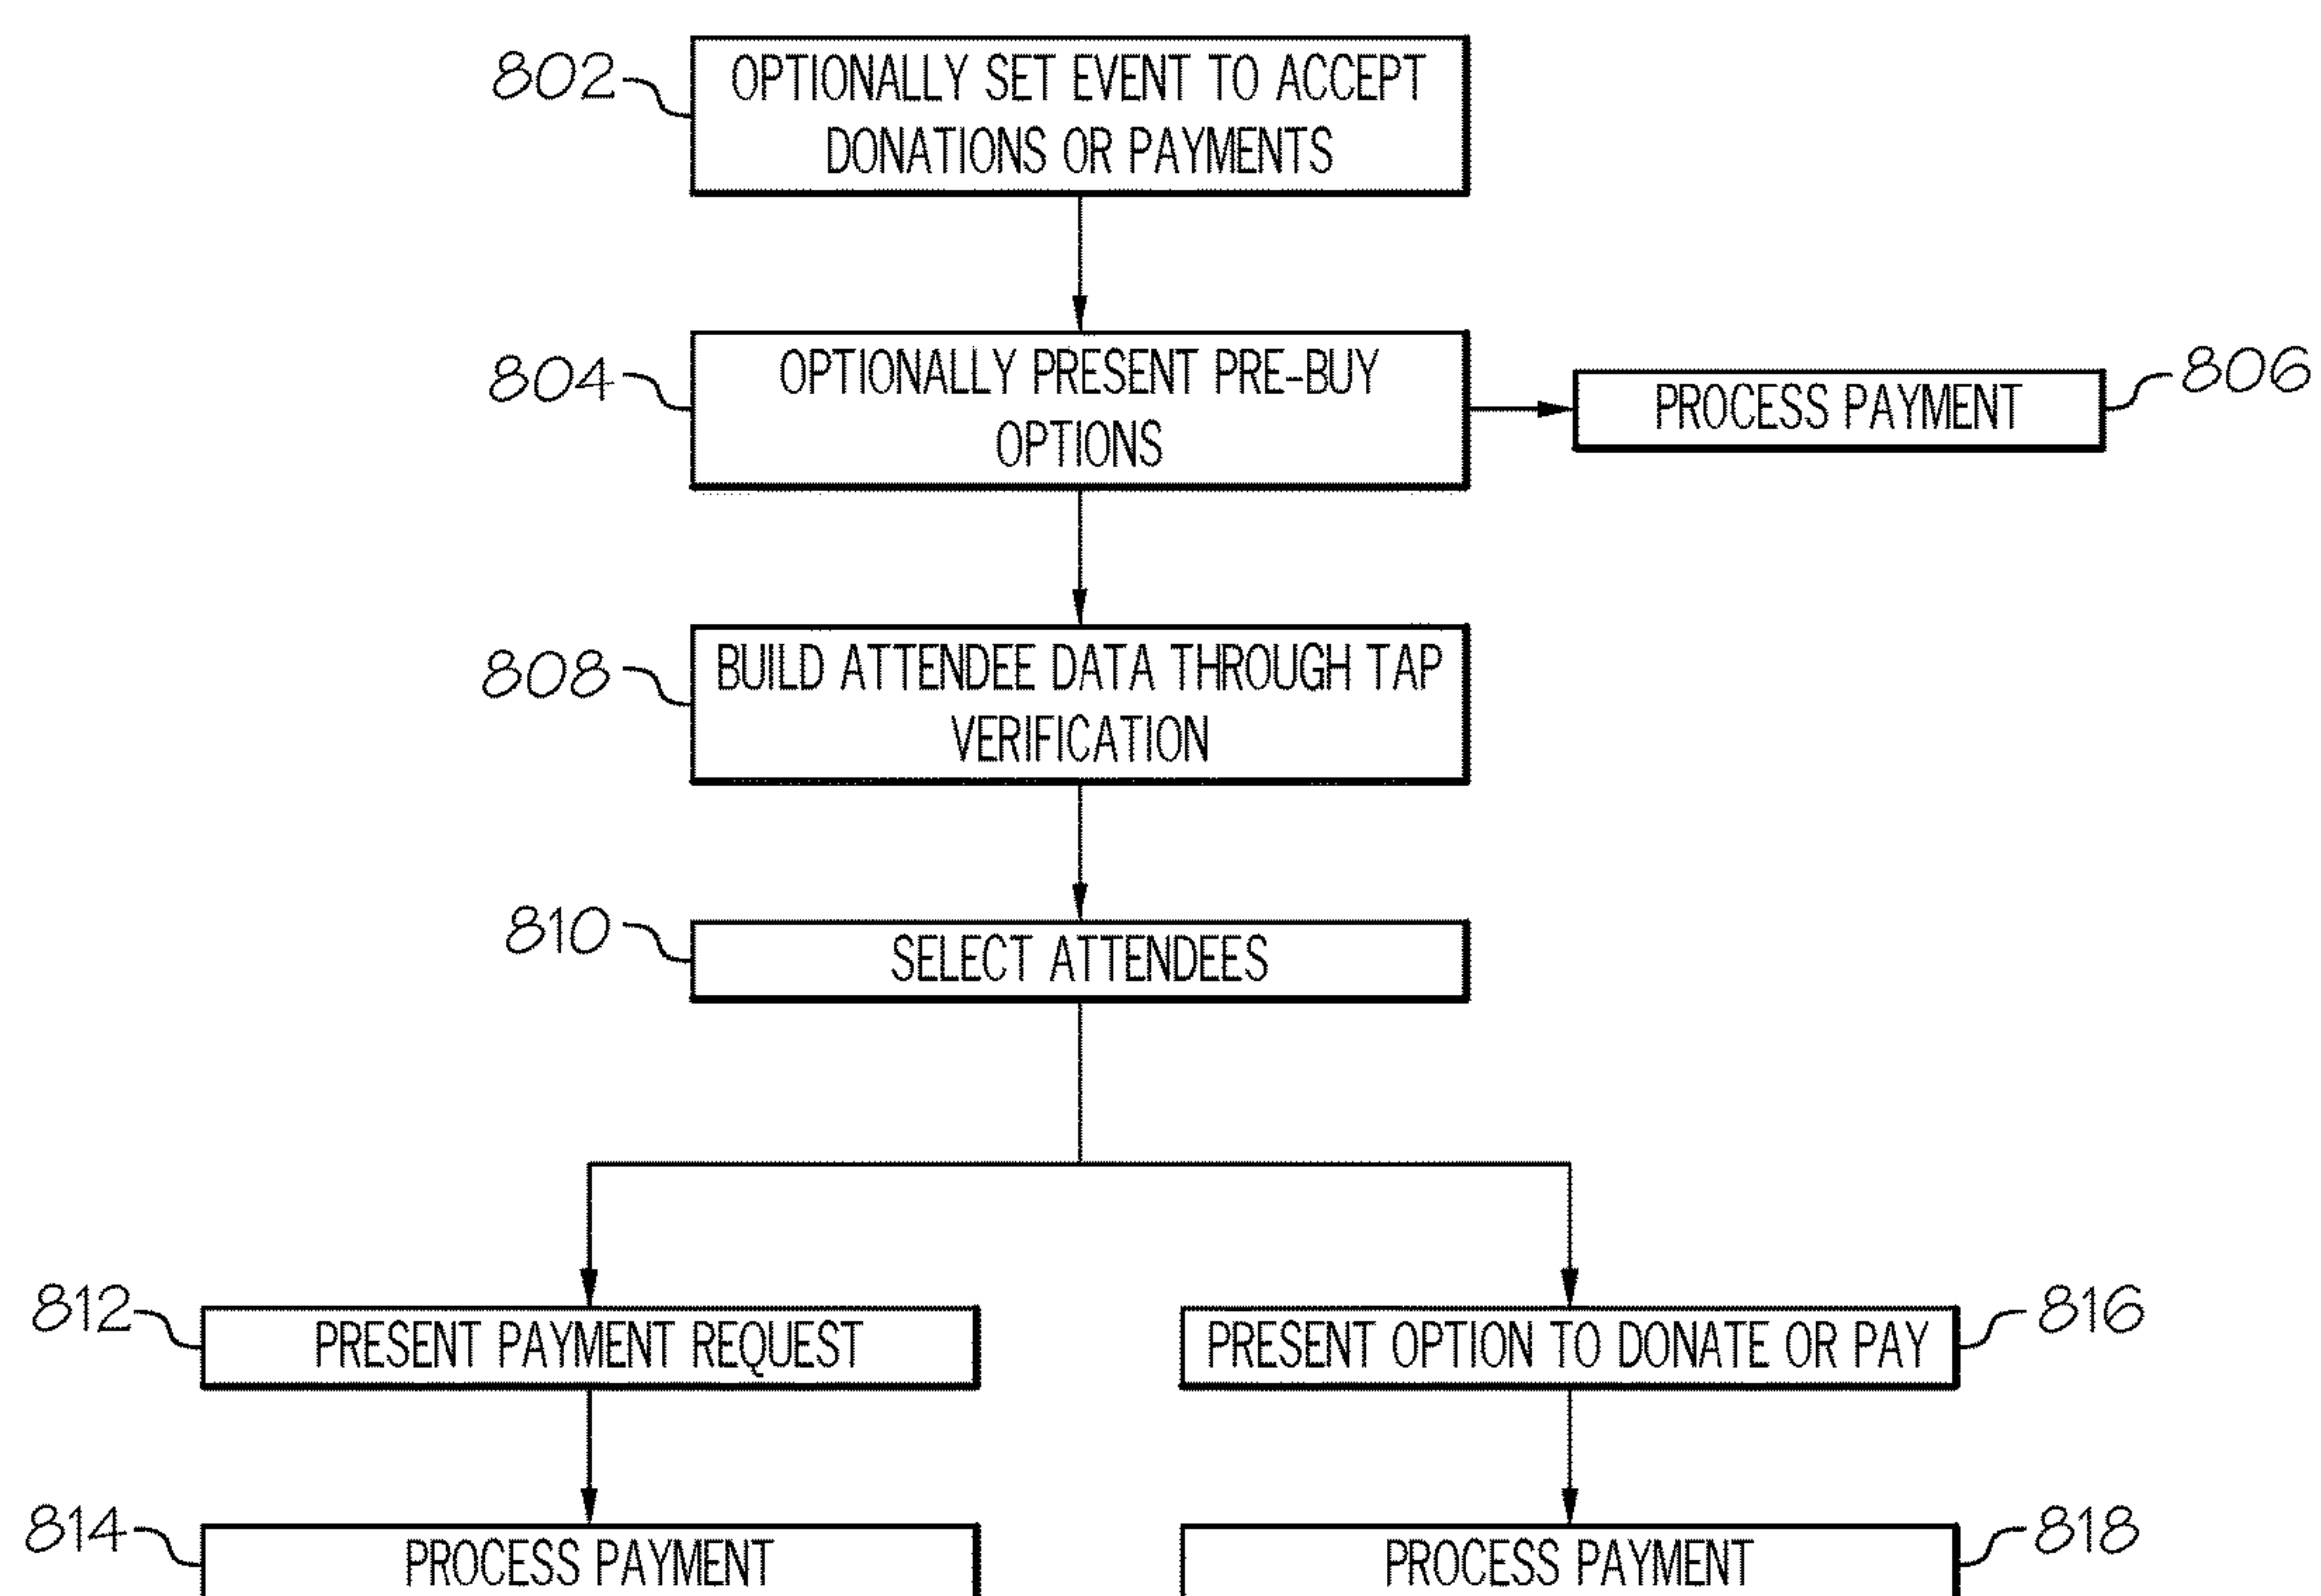 802
OPTIONALLY SET EVENT TO ACCEPT
DONATIONS OR PAYMENTS
804
OPTIONALLY PRESENT PRE-BUY
OPTIONS
PROCESS PAYMENT
806
808
BUILD ATTENDEE DATA THROUGH TAP
VERIFICATION
810
SELECT ATTENDEES
812
PRESENT PAYMENT REQUEST
PRESENT OPTION TO DONATE OR PAY
816
814
PROCESS PAYMENT
PROCESS PAYMENT
818